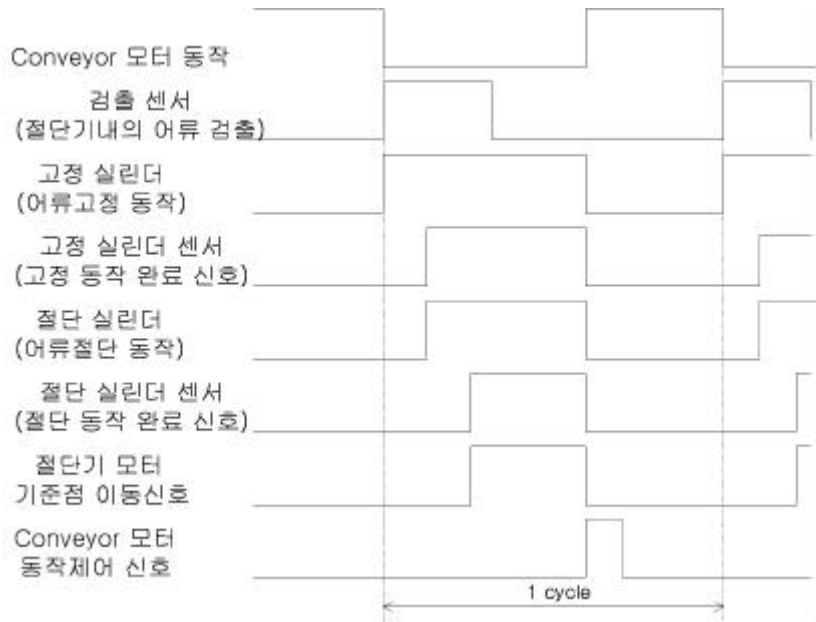 Conveyor 모터 동작
검출 센서
(절단기내의 어류 검출)
고정 실린더
(어류고정 동작)
고정 실린더 센서
(고정 동작 완료 신호)
절단 실린더
(어류절단 동작)
절단 실린더 센서
(절단 동작 완료 신호)
절단기 모터
기준점 이동신호
Conveyor 모터
동작제어 신호
1 cycle